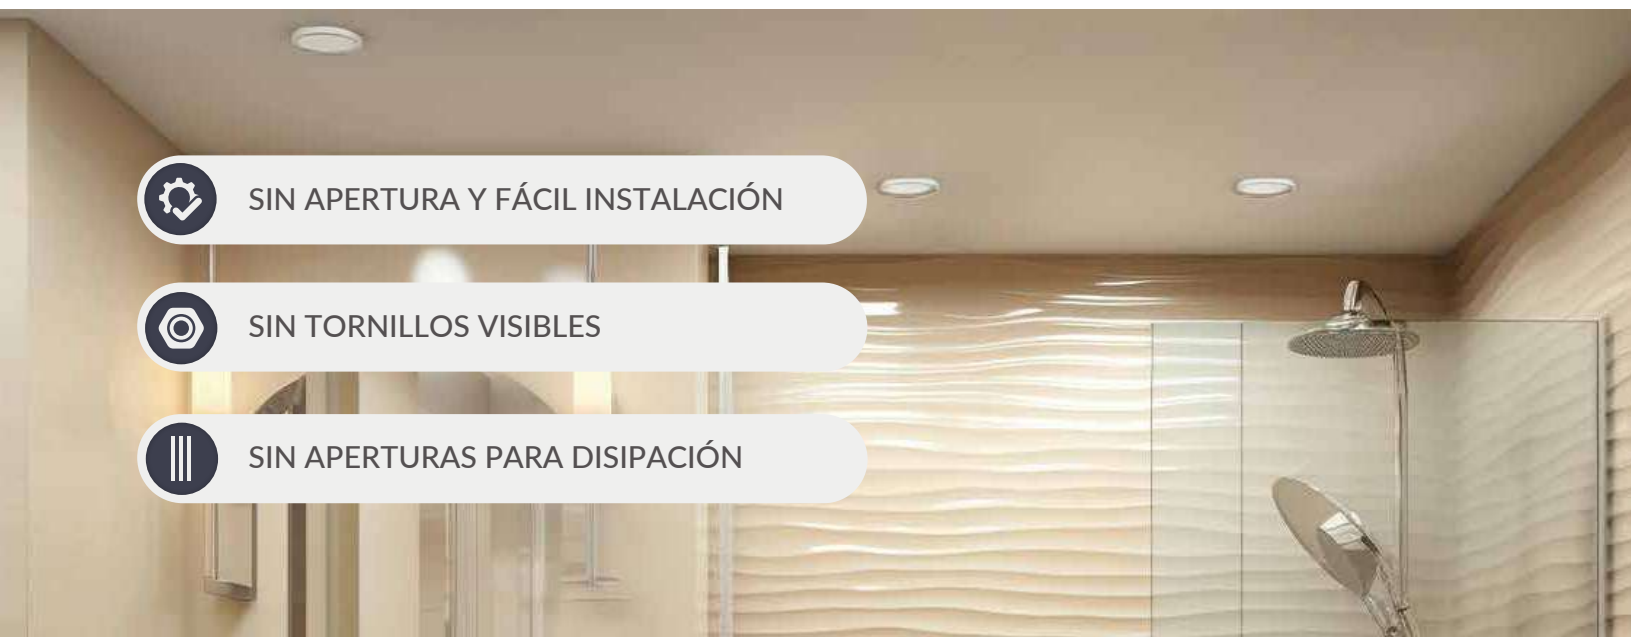 SIN APERTURA Y FÁCIL INSTALACIÓN
SIN TORNILLOS VISIBLES
SIN APERTURAS PARA DISIPACIÓN